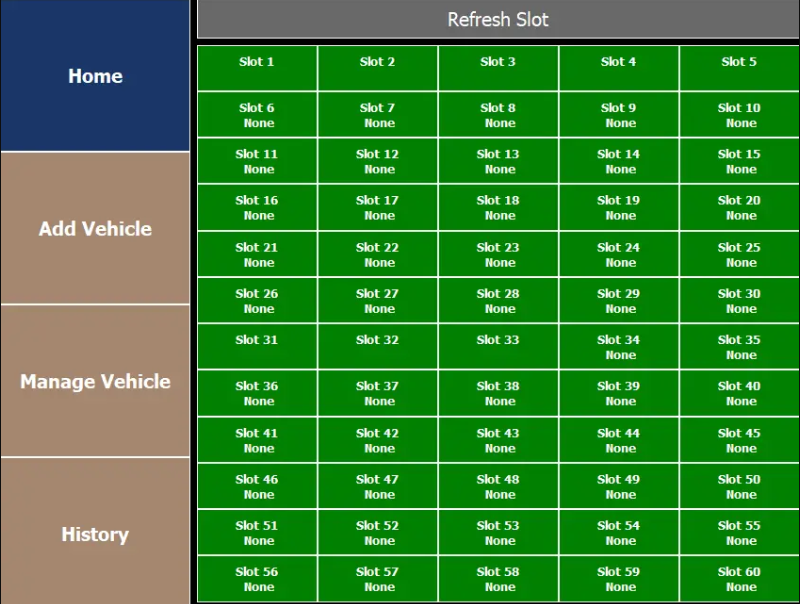 Home
Add Vehicle
Manage Vehicle
History
Refresh Slot
Slot 1
Slot 2
Slot 3
Slot 4
Slot 5
Slot 6
None
Slot 7
None
Slot 8
None
Slot 9
None
Slot 10
None
Slot 11
None
Slot 12
None
Slot 13
None
Slot 14
None
Slot 15
None
Slot 16
None
Slot 17
None
Slot 18
None
Slot 19
None
Slot 20
None
Slot 21
None
Slot 22
None
Slot 23
None
Slot 24
None
Slot 25
None
Slot 26
None
Slot 27
None
Slot 28
None
Slot 29
None
Slot 30
None
Slot 31
Slot 32
Slot 33
Slot 34
None
Slot 35
None
Slot 36
None
Slot 37
None
Slot 38
None
Slot 39
None
Slot 40
None
Slot 41
None
Slot 42
None
Slot 43
None
Slot 44
None
Slot 45
None
Slot 46
None
Slot 47
None
Slot 48
None
Slot 49
None
Slot 50
None
Slot 51
None
Slot 52
None
Slot 53
None
Slot 54
None
Slot 55
None
Slot 56
None
Slot 57
None
Slot 58
None
Slot 59
None
Slot 60
None